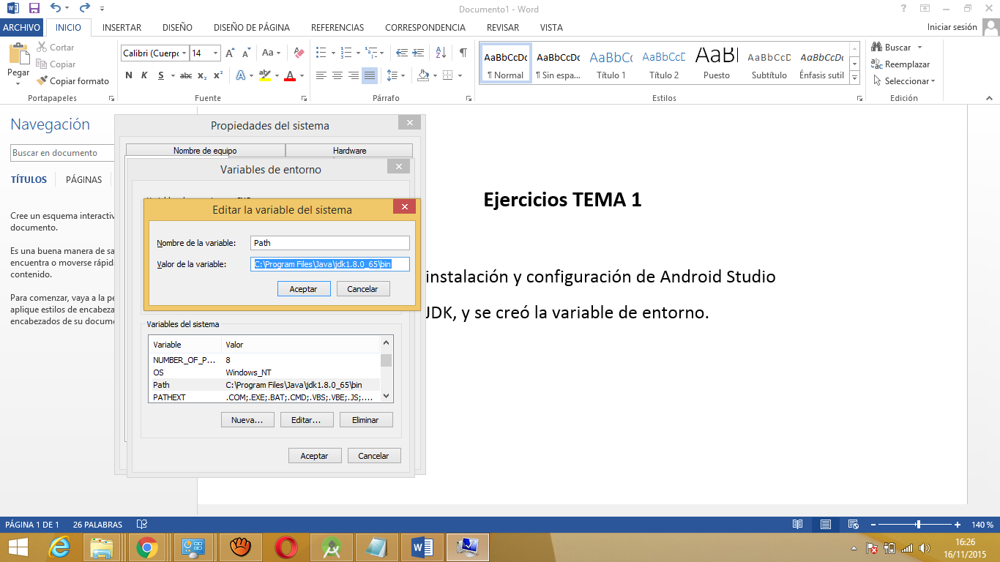 Documento1 - Word
ARCHIVO INICIO INSERTAR DISEÑO DISEÑO DE PÁGINA REFERENCIAS CORRESPONDENCIA REVISAR VISTA Iniciar sesión
Pegar
Cortar
Copiar
Copiar formato
Portapapeles
Calibri (Cuerp 14
N K S abc x₂ x²
Fuente
Párrafo
AaBbCcDc AaBbCcDc AaBbCc AaBbCcD AaBl AaBbCcD AaBbCcDc
¶ Normal ¶ Sin espa... Título 1 Título 2 Puesto Subtítulo Énfasis sutil
Estilos
Buscar
Reemplazar
Seleccionar
Edición
Navegación
Buscar en documento
TÍTULOS PÁGINAS
Cree un esquema interactiv
documento.
Es una buena manera de sa
encuentra o moverse rápid
contenido.
Para comenzar, vaya a la pe
aplique estilos de encabeza
encabezados de su docume
Propiedades del sistema
Nombre de equipo Hardware
Variables de entorno
Editar la variable del sistema
Nombre de la variable: Path
Valor de la variable: C:\Program Files\Java\jdk1.8.0_65\bin
Aceptar Cancelar
Variables del sistema
Variable Valor
NUMBER_OF_P... 8
OS Windows_NT
Path C:\Program Files\Java\jdk1.8.0_65\bin
PATHEXT .COM;.EXE;.BAT;.CMD;.VBS;.VBE;.JS;....
Nueva... Editar... Eliminar
Aceptar Cancelar
Ejercicios TEMA 1
instalación y configuración de Android Studio
JDK, y se creó la variable de entorno.
PÁGINA 1 DE 1 26 PALABRAS 140 %
16:26
16/11/2015